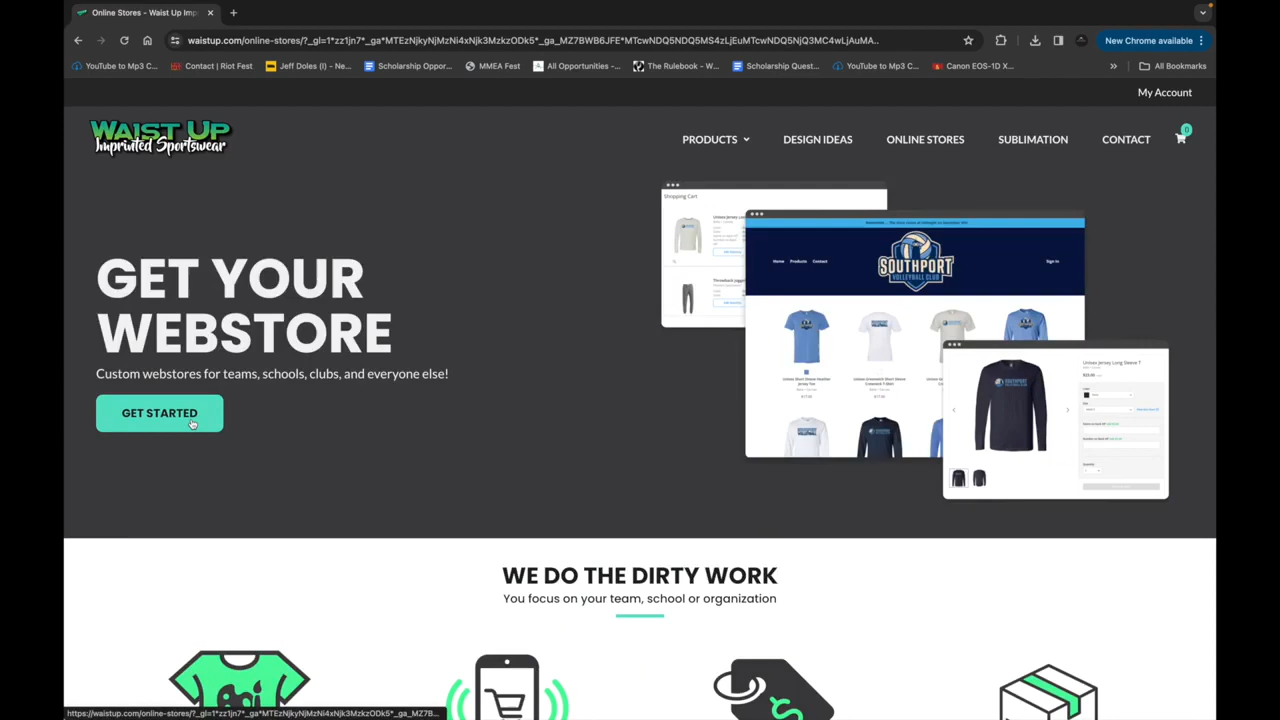 Online Stores - Waist Up Imp
waistup.com/online-stores/?_gl=1*zz1jn7*_ga*MTEzNjkyNjMzNi4xNjk3MzkzODk5*_ga_MZ7BWB6JFE*MTcwNDQ5NDQ5MS4zLjEuMTcwNDQ5NjQ3MC4wLjAuMA..
New Chrome available
YouTube to Mp3 C...
Contact | Riot Fest
Jeff Doles (I) - Ne...
Scholarship Oppor...
MMEA Fest
All Opportunities -...
The Rulebook - W...
Scholarship Quest...
YouTube to Mp3 C...
Canon EOS-1D X...
»
All Bookmarks
My Account
WAIST UP
Imprinted Sportswear
PRODUCTS
DESIGN IDEAS
ONLINE STORES
SUBLIMATION
CONTACT
0
Shopping Cart
SOUTHPORT
VOLLEYBALL CLUB
Home Products Contact
Sign In
Unisex Jersey Long Sleeve T
GET YOUR
WEBSTORE
Custom webstores for teams, schools, clubs, and everyone else!
GET STARTED
WE DO THE DIRTY WORK
You focus on your team, school or organization
$
https://waistup.com/online-stores/?_gl=1*zz1jn7*_ga*MTEzNjkyNjMzNi4xNjk3MzkzODk5*_ga_MZ7B...